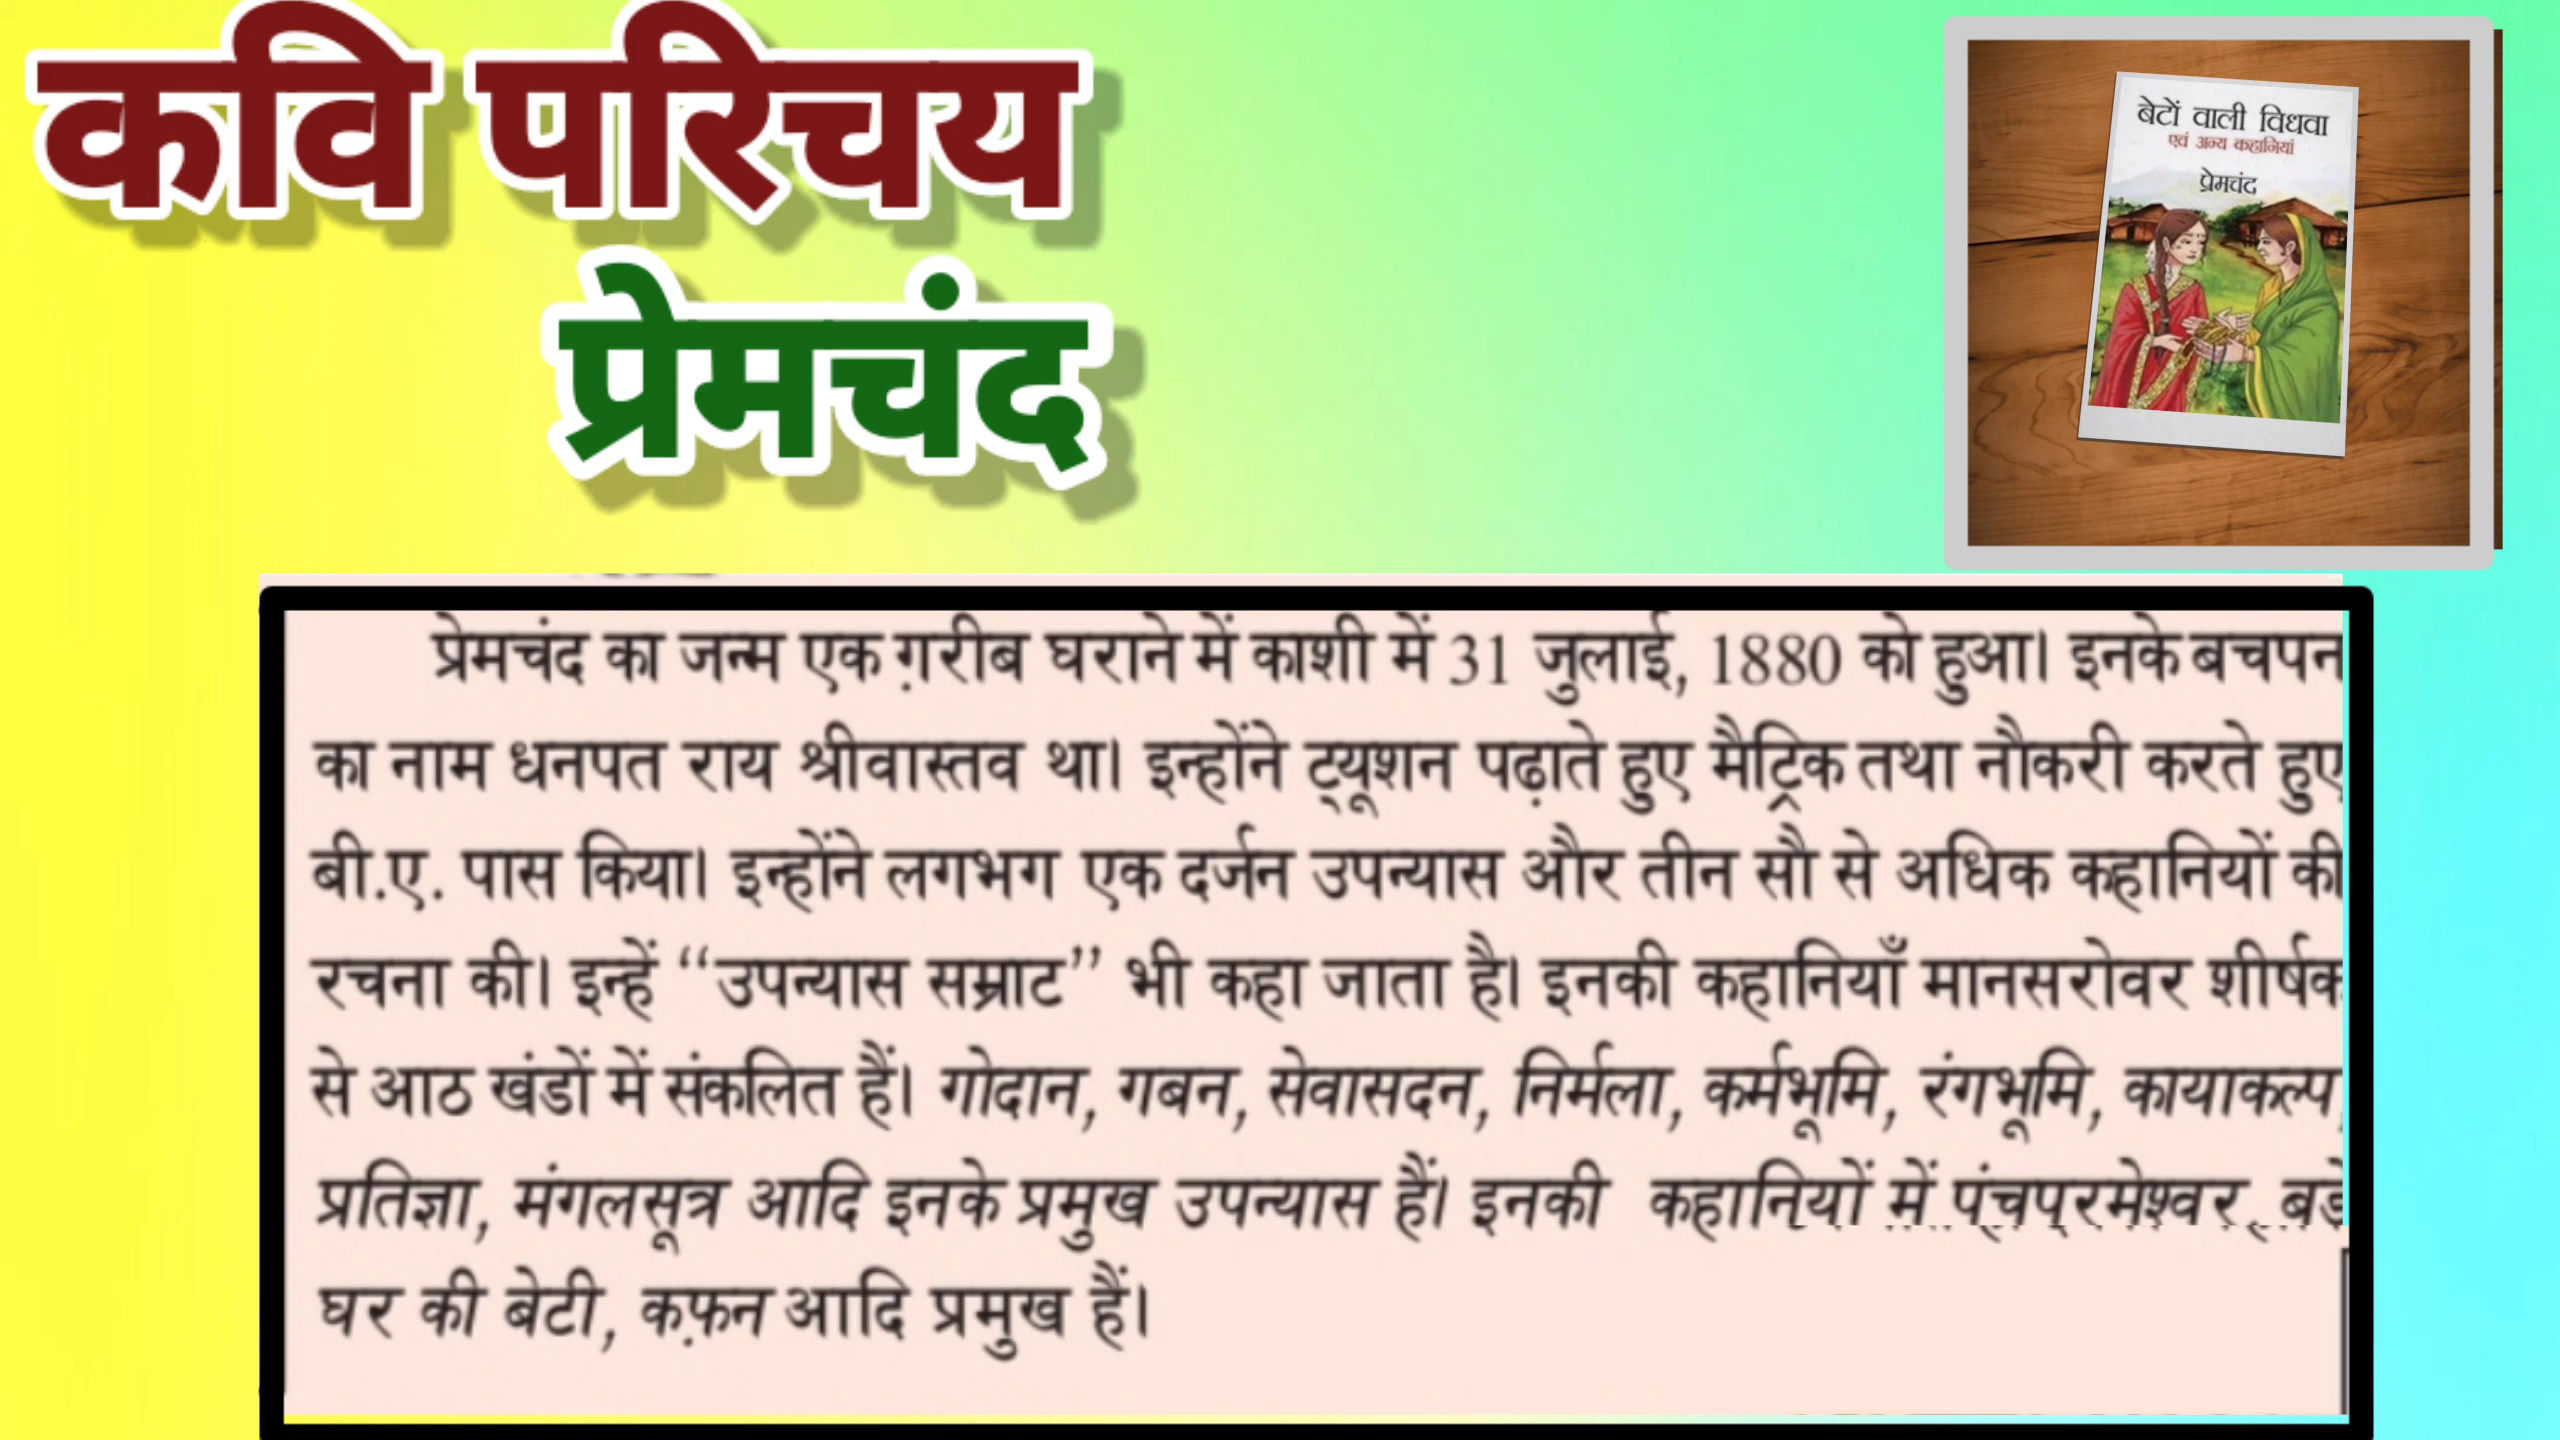 कवि परिचय
प्रेमचंद
बेटों वाली विधवा
एवं अन्य कहानियां
प्रेमचंद
प्रेमचंद का जन्म एक ग़रीब घराने में काशी में 31 जुलाई, 1880 को हुआ। इनके बचपन
का नाम धनपत राय श्रीवास्तव था। इन्होंने ट्यूशन पढ़ाते हुए मैट्रिक तथा नौकरी करते हुए
बी.ए. पास किया। इन्होंने लगभग एक दर्जन उपन्यास और तीन सौ से अधिक कहानियों की
रचना की। इन्हें “उपन्यास सम्राट” भी कहा जाता है। इनकी कहानियाँ मानसरोवर शीर्षक
से आठ खंडों में संकलित हैं। गोदान, गबन, सेवासदन, निर्मला, कर्मभूमि, रंगभूमि, कायाकल्प,
प्रतिज्ञा, मंगलसूत्र आदि इनके प्रमुख उपन्यास हैं। इनकी कहानियों में पंचपरमेश्वर, बड़े
घर की बेटी, कफ़न आदि प्रमुख हैं।